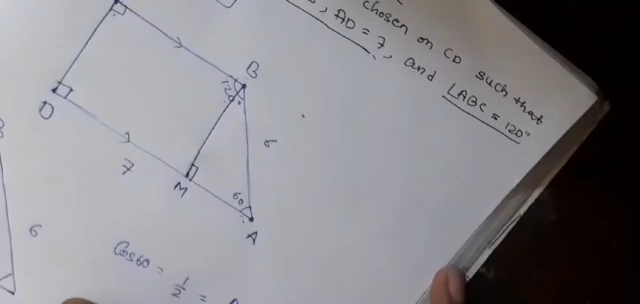 chosen on CD such that
, AD = 7, and ∠ABC = 120°
B
120°
D
6
7
M
60
A
6
Cos60 = 1/2 =